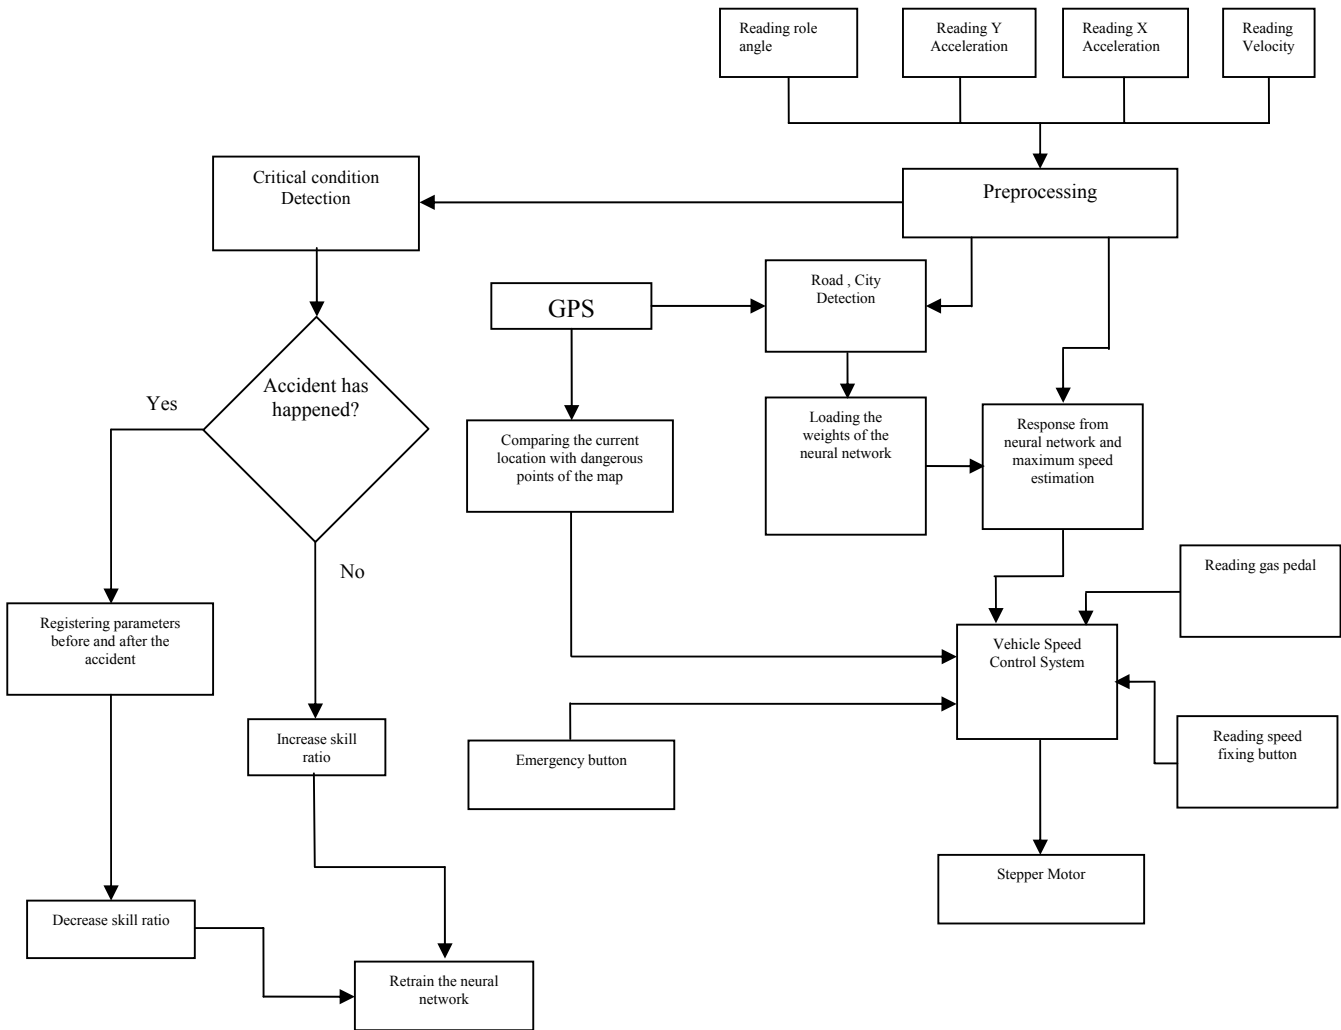 Reading role
angle
Reading Y
Acceleration
Reading X
Acceleration
Reading
Velocity
Critical condition
Detection
Preprocessing
Road , City
Detection
GPS
Accident has
happened?
Yes
No
Comparing the current
location with dangerous
points of the map
Loading the
weights of the
neural network
Response from
neural network and
maximum speed
estimation
Reading gas pedal
Registering parameters
before and after the
accident
Vehicle Speed
Control System
Increase skill
ratio
Emergency button
Reading speed
fixing button
Stepper Motor
Decrease skill ratio
Retrain the neural
network